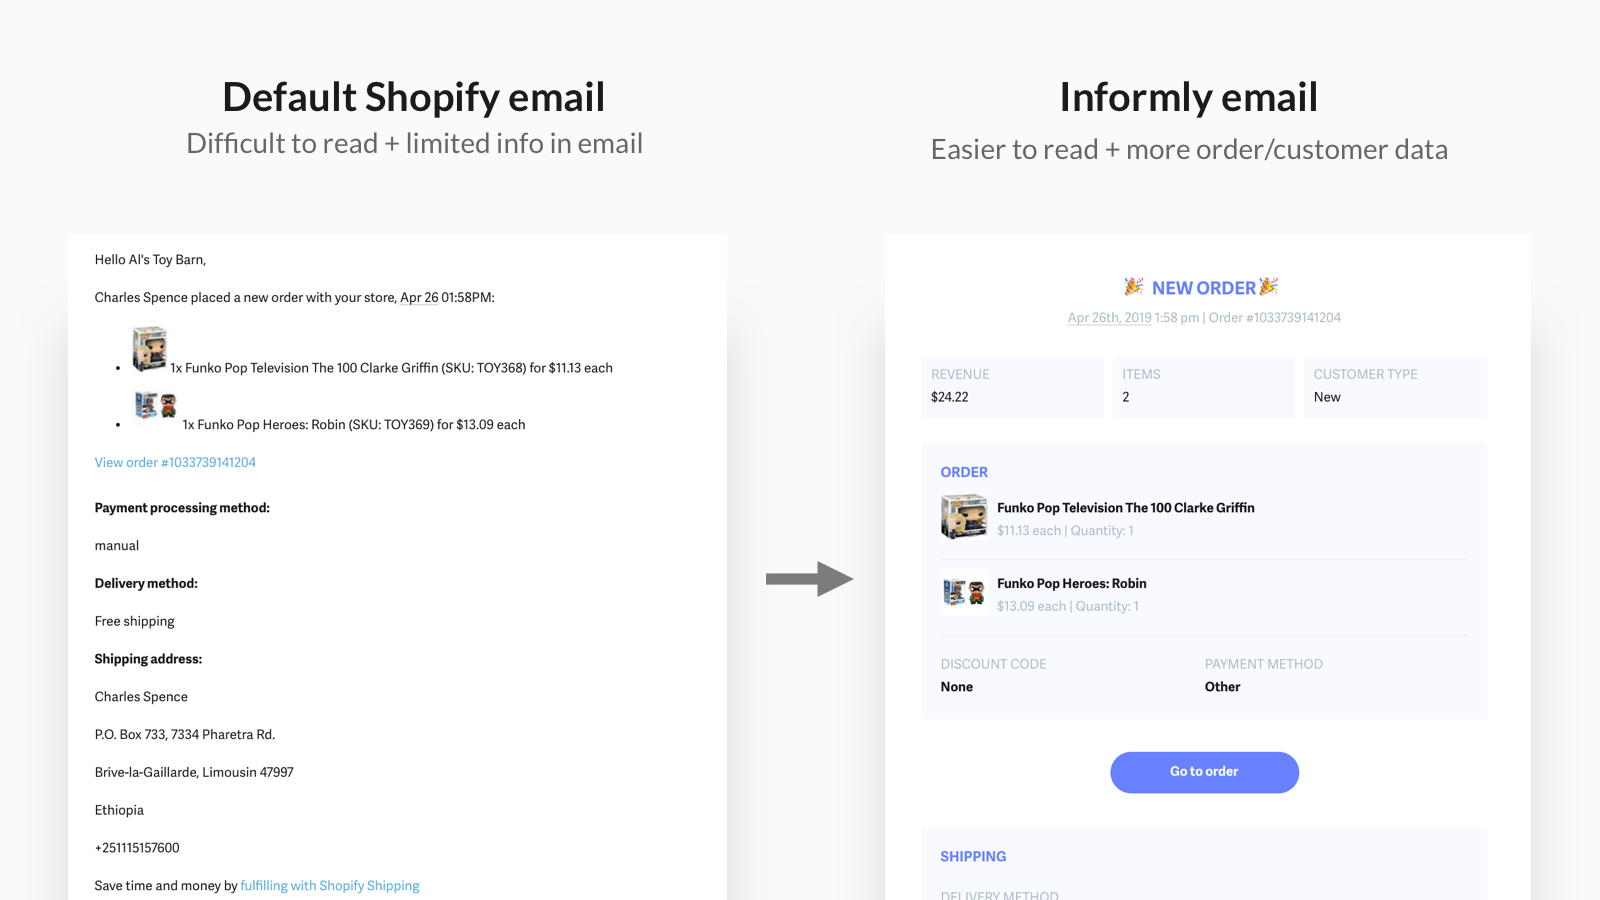 Default Shopify email
Difficult to read + limited info in email
Hello Al's Toy Barn,
Charles Spence placed a new order with your store, Apr 26 01:58PM:
1x Funko Pop Television The 100 Clarke Griffin (SKU: TOY368) for $11.13 each
1x Funko Pop Heroes: Robin (SKU: TOY369) for $13.09 each
View order #1033739141204
Payment processing method:
manual
Delivery method:
Free shipping
Shipping address:
Charles Spence
P.O. Box 733, 7334 Pharetra Rd.
Brive-la-Gaillarde, Limousin 47997
Ethiopia
+251115157600
Save time and money by fulfilling with Shopify Shipping
Informly email
Easier to read + more order/customer data
🎉 NEW ORDER🎉
Apr 26th, 2019 1:58 pm | Order #1033739141204
REVENUE
$24.22
ITEMS
2
CUSTOMER TYPE
New
ORDER
Funko Pop Television The 100 Clarke Griffin
$11.13 each | Quantity: 1
Funko Pop Heroes: Robin
$13.09 each | Quantity: 1
DISCOUNT CODE
None
PAYMENT METHOD
Other
Go to order
SHIPPING
DELIVERY METHOD